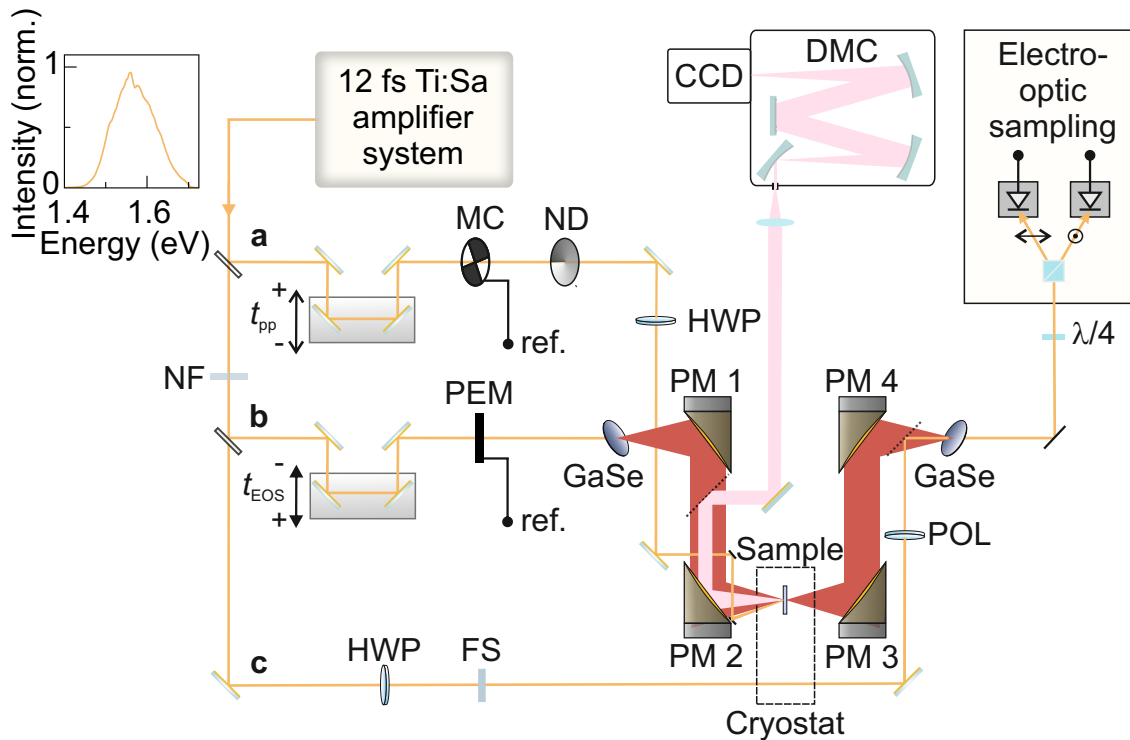 Intensity (norm.)
1
0
1.4
1.6
Energy (eV)
12 fs Ti:Sa
amplifier
system
CCD
DMC
Electro-
optic
sampling
a
MC
ND
+
tpp
-
ref.
HWP
λ/4
NF
b
PEM
PM 1
PM 4
-
tEOS
+
ref.
GaSe
GaSe
POL
Sample
PM 2
PM 3
c
HWP
FS
Cryostat